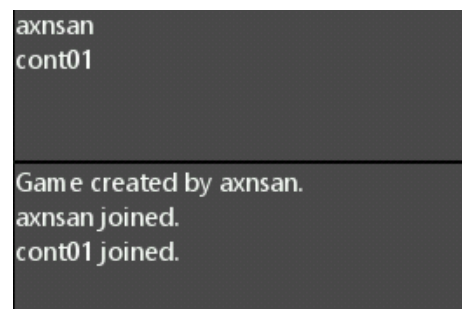 axnsan
cont01
Game created by axnsan.
axnsan joined.
cont01 joined.